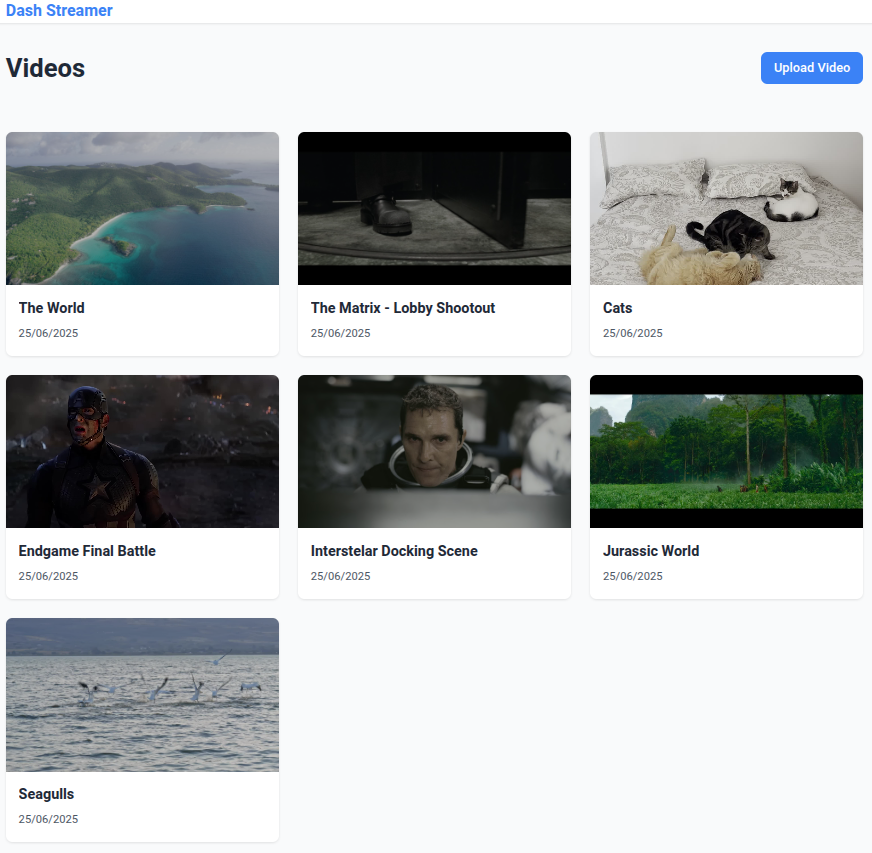 Dash Streamer
Videos
Upload Video
The World
25/06/2025
The Matrix - Lobby Shootout
25/06/2025
Cats
25/06/2025
Endgame Final Battle
25/06/2025
Interstelar Docking Scene
25/06/2025
Jurassic World
25/06/2025
Seagulls
25/06/2025